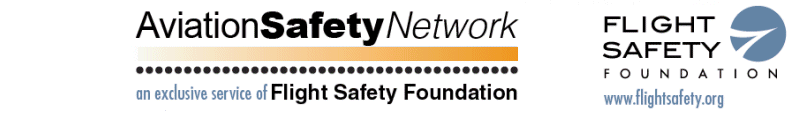 AviationSafetyNetwork
an exclusive service of Flight Safety Foundation
FLIGHT
SAFETY
FOUNDATION
www.flightsafety.org